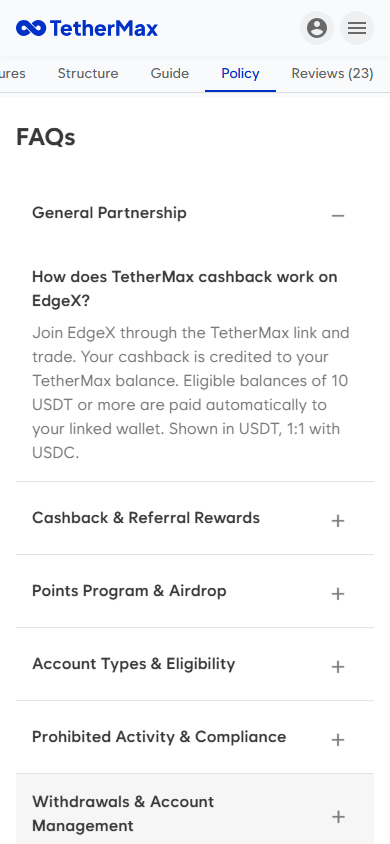 TetherMax
ures Structure Guide Policy Reviews (23)
FAQs
General Partnership
How does TetherMax cashback work on
EdgeX?
Join EdgeX through the TetherMax link and
trade. Your cashback is credited to your
TetherMax balance. Eligible balances of 10
USDT or more are paid automatically to
your linked wallet. Shown in USDT, 1:1 with
USDC.
Cashback & Referral Rewards
Points Program & Airdrop
Account Types & Eligibility
Prohibited Activity & Compliance
Withdrawals & Account
Management